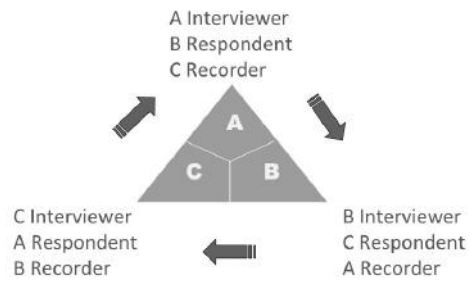 A Interviewer
B Respondent
C Recorder
A
C
B
C Interviewer
A Respondent
B Recorder
B Interviewer
C Respondent
A Recorder